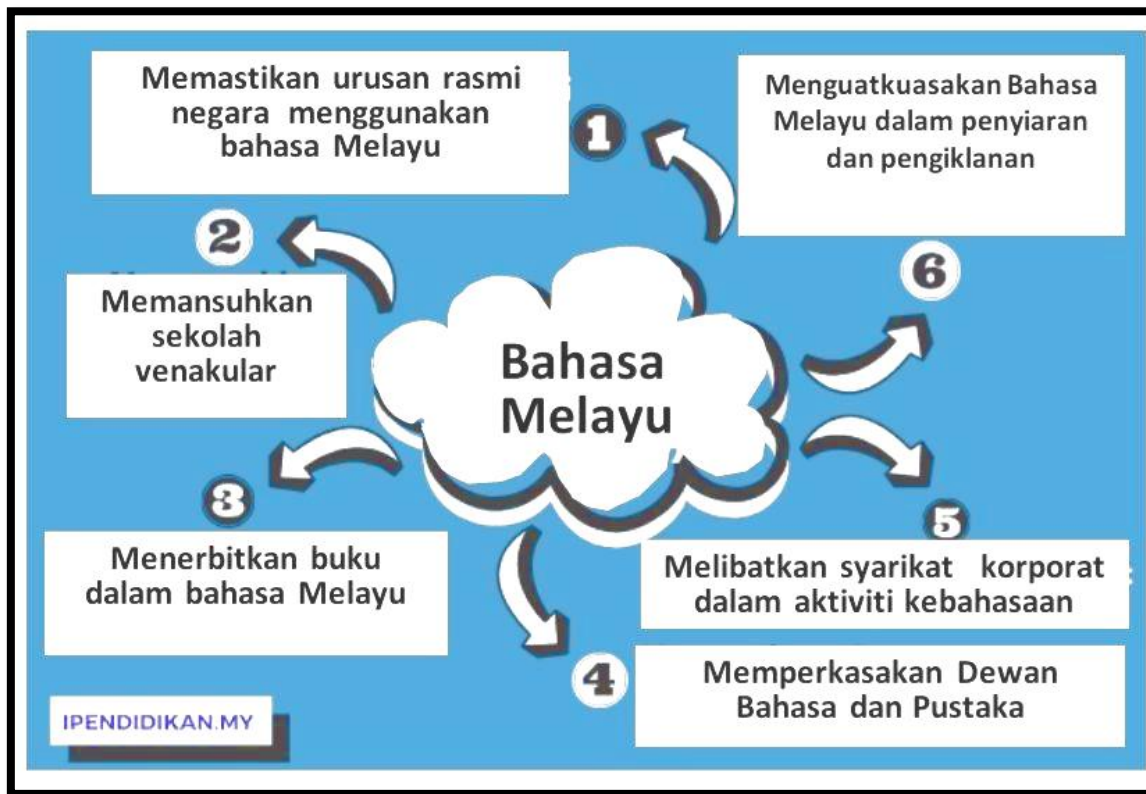 Memastikan urusan rasmi
negara menggunakan
bahasa Melayu
1
2
Memansuhkan
sekolah
venakular
3
Menerbitkan buku
dalam bahasa Melayu
4
Memperkasakan Dewan
Bahasa dan Pustaka
5
Melibatkan syarikat korporat
dalam aktiviti kebahasaan
6
Menguatkuasakan Bahasa
Melayu dalam penyiaran
dan pengiklanan
Bahasa
Melayu
IPENDIDIKAN.MY